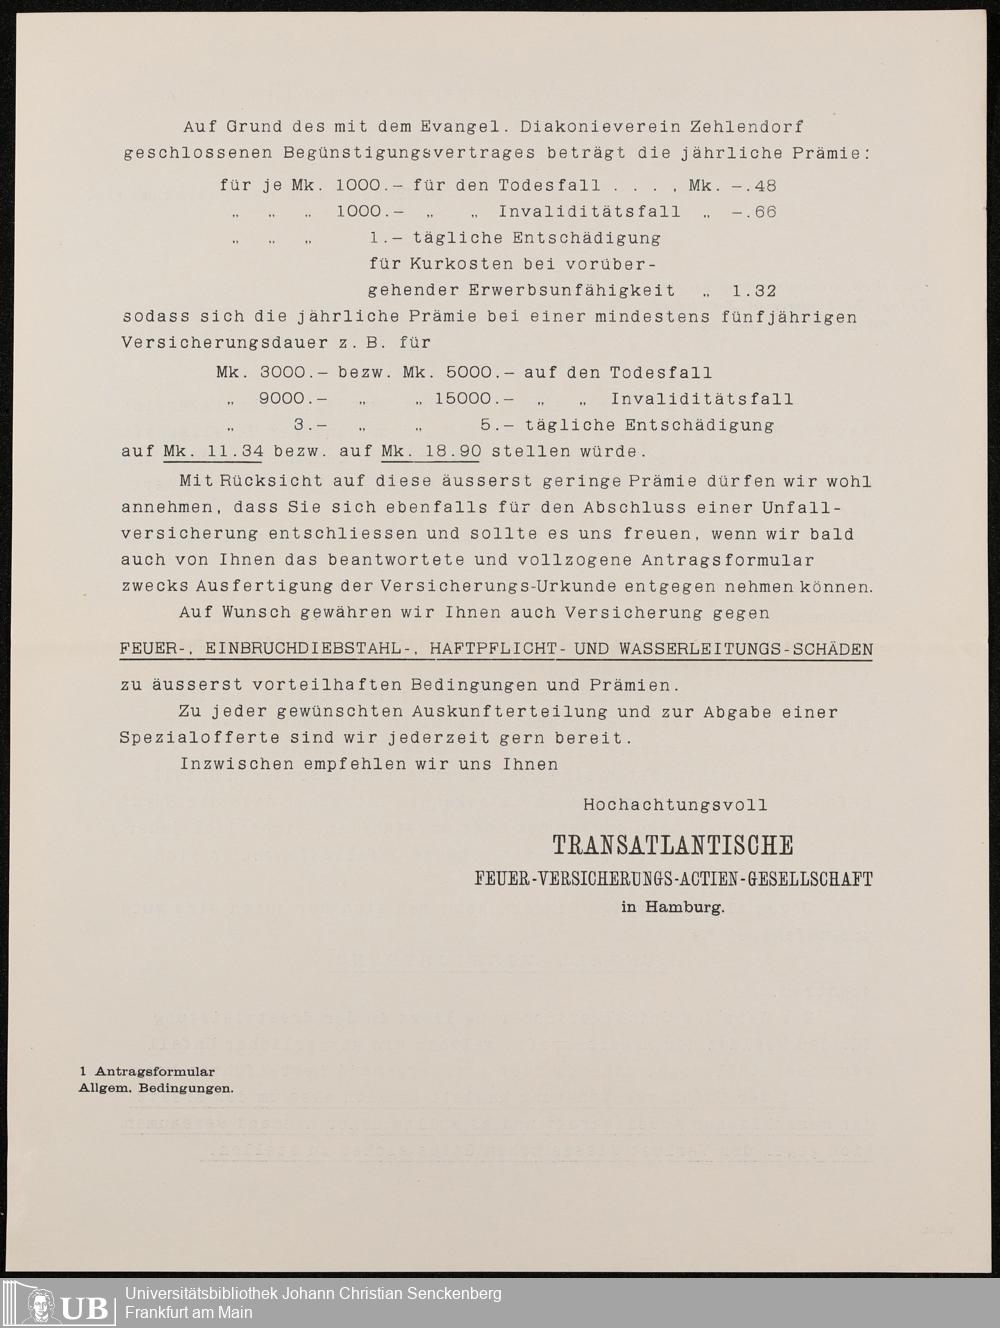 Auf Grund des mit dem Evangel. Diakonieverein Zehlendorf
geschlossenen Begünstigungsvertrages beträgt die jährliche Prämie:
für je Mk. 1000.– für den Todesfall . . . , Mk. –.48
„ „ „ 1000.– „ „ Invaliditätsfall „ –.66
„ „ „ 1.– tägliche Entschädigung
für Kurkosten bei vorüber-
gehender Erwerbsunfähigkeit „ 1.32
sodass sich die jährliche Prämie bei einer mindestens fünfjährigen
Versicherungsdauer z. B. für
Mk. 3000.– bezw. Mk. 5000.– auf den Todesfall
„ 9000.– „ „ 15000.– „ „ Invaliditätsfall
„ 3.– „ „ 5.– tägliche Entschädigung
auf Mk. 11.34 bezw. auf Mk. 18.90 stellen würde.
Mit Rücksicht auf diese äusserst geringe Prämie dürfen wir wohl
annehmen, dass Sie sich ebenfalls für den Abschluss einer Unfall-
versicherung entschliessen und sollte es uns freuen, wenn wir bald
auch von Ihnen das beantwortete und vollzogene Antragsformular
zwecks Ausfertigung der Versicherungs-Urkunde entgegen nehmen können.
Auf Wunsch gewähren wir Ihnen auch Versicherung gegen
FEUER-, EINBRUCHDIEBSTAHL-, HAFTPFLICHT- UND WASSERLEITUNGS-SCHÄDEN
zu äusserst vorteilhaften Bedingungen und Prämien.
Zu jeder gewünschten Auskunfterteilung und zur Abgabe einer
Spezialofferte sind wir jederzeit gern bereit.
Inzwischen empfehlen wir uns Ihnen
Hochachtungsvoll
TRANSATLANTISCHE
FEUER-VERSICHERUNGS-ACTIEN-GESELLSCHAFT
in Hamburg.
1 Antragsformular
Allgem. Bedingungen.
UB Universitätsbibliothek Johann Christian Senckenberg
Frankfurt am Main